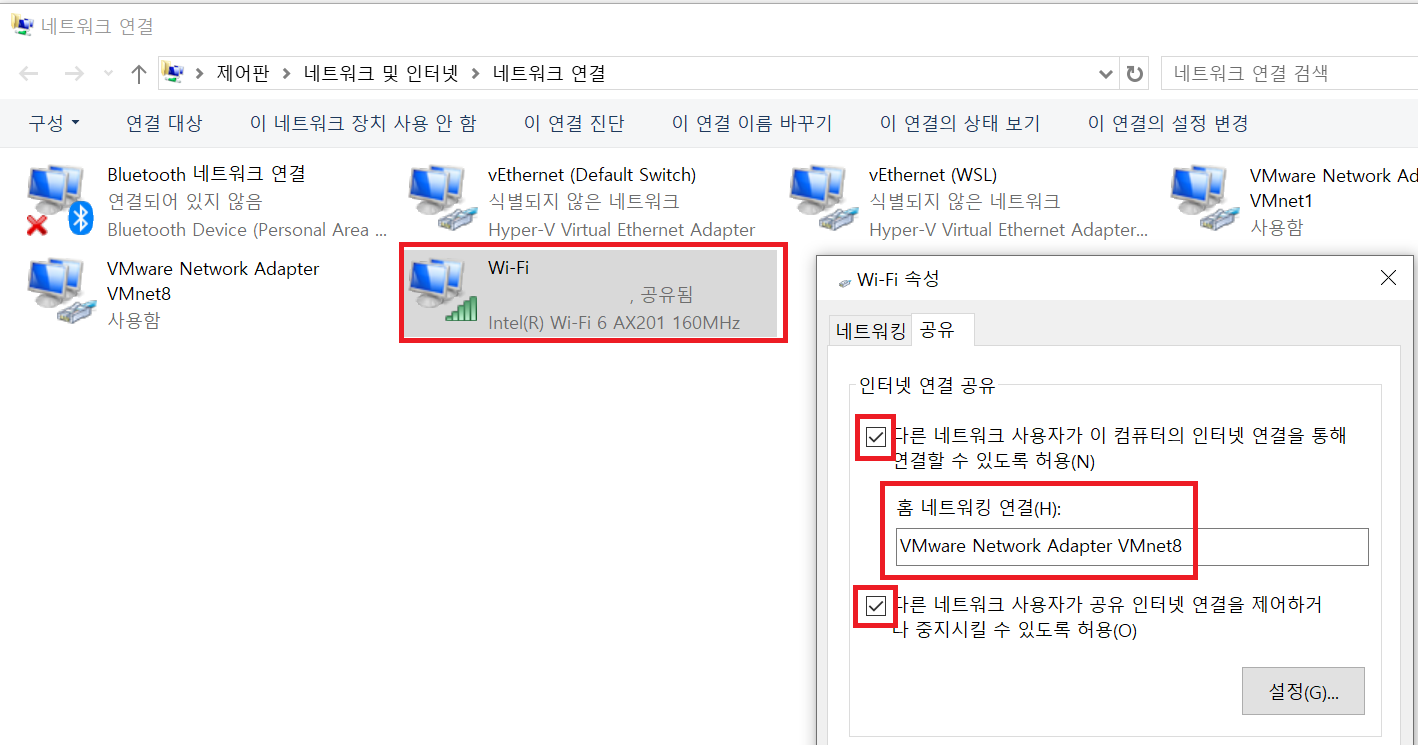 네트워크 연결
제어판 > 네트워크 및 인터넷 > 네트워크 연결
네트워크 연결 검색
구성 연결 대상 이 네트워크 장치 사용 안 함 이 연결 진단 이 연결 이름 바꾸기 이 연결의 상태 보기 이 연결의 설정 변경
Bluetooth 네트워크 연결
연결되어 있지 않음
Bluetooth Device (Personal Area ...
vEthernet (Default Switch)
식별되지 않은 네트워크
Hyper-V Virtual Ethernet Adapter
vEthernet (WSL)
식별되지 않은 네트워크
Hyper-V Virtual Ethernet Adapter...
VMware Network Ad
VMnet1
사용함
VMware Network Adapter
VMnet8
사용함
Wi-Fi
, 공유됨
Intel(R) Wi-Fi 6 AX201 160MHz
Wi-Fi 속성
네트워킹 공유
인터넷 연결 공유
다른 네트워크 사용자가 이 컴퓨터의 인터넷 연결을 통해
연결할 수 있도록 허용(N)
홈 네트워킹 연결(H):
VMware Network Adapter VMnet8
다른 네트워크 사용자가 공유 인터넷 연결을 제어하거
나 중지시킬 수 있도록 허용(O)
설정(G)...